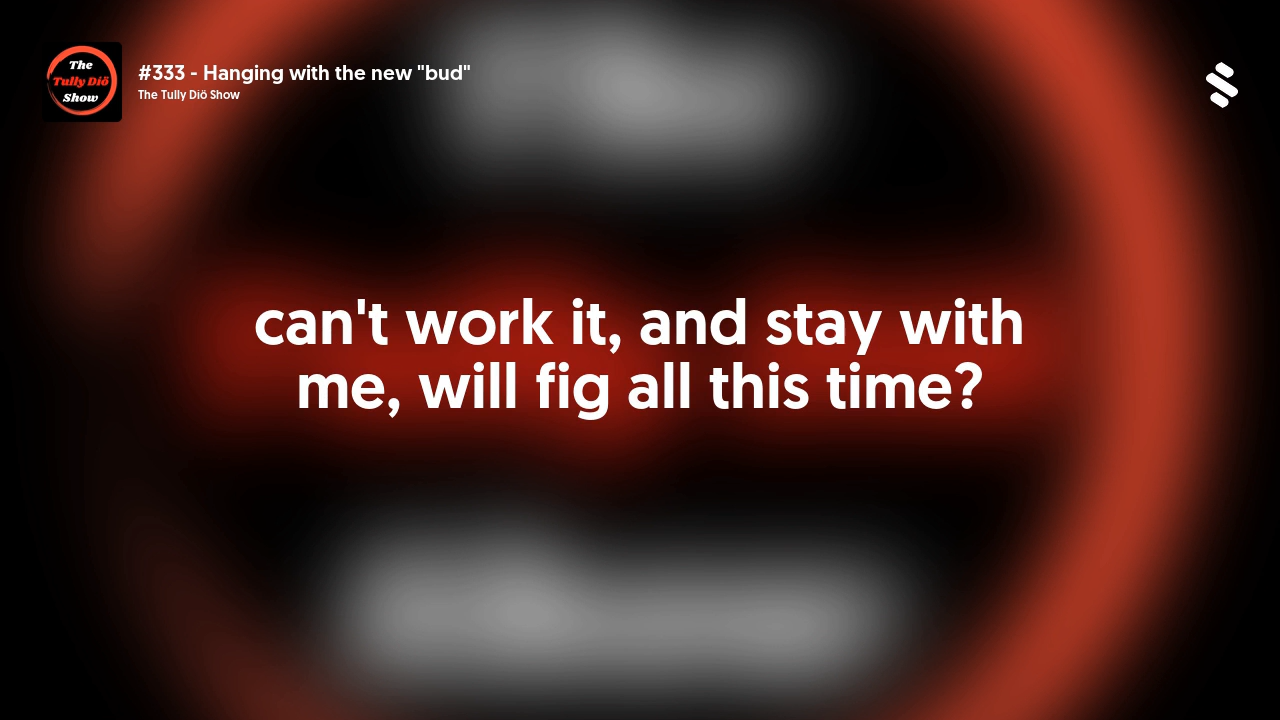 The
Tully Diö
Show
#333 - Hanging with the new "bud"
The Tully Diö Show
can't work it, and stay with
me, will fig all this time?